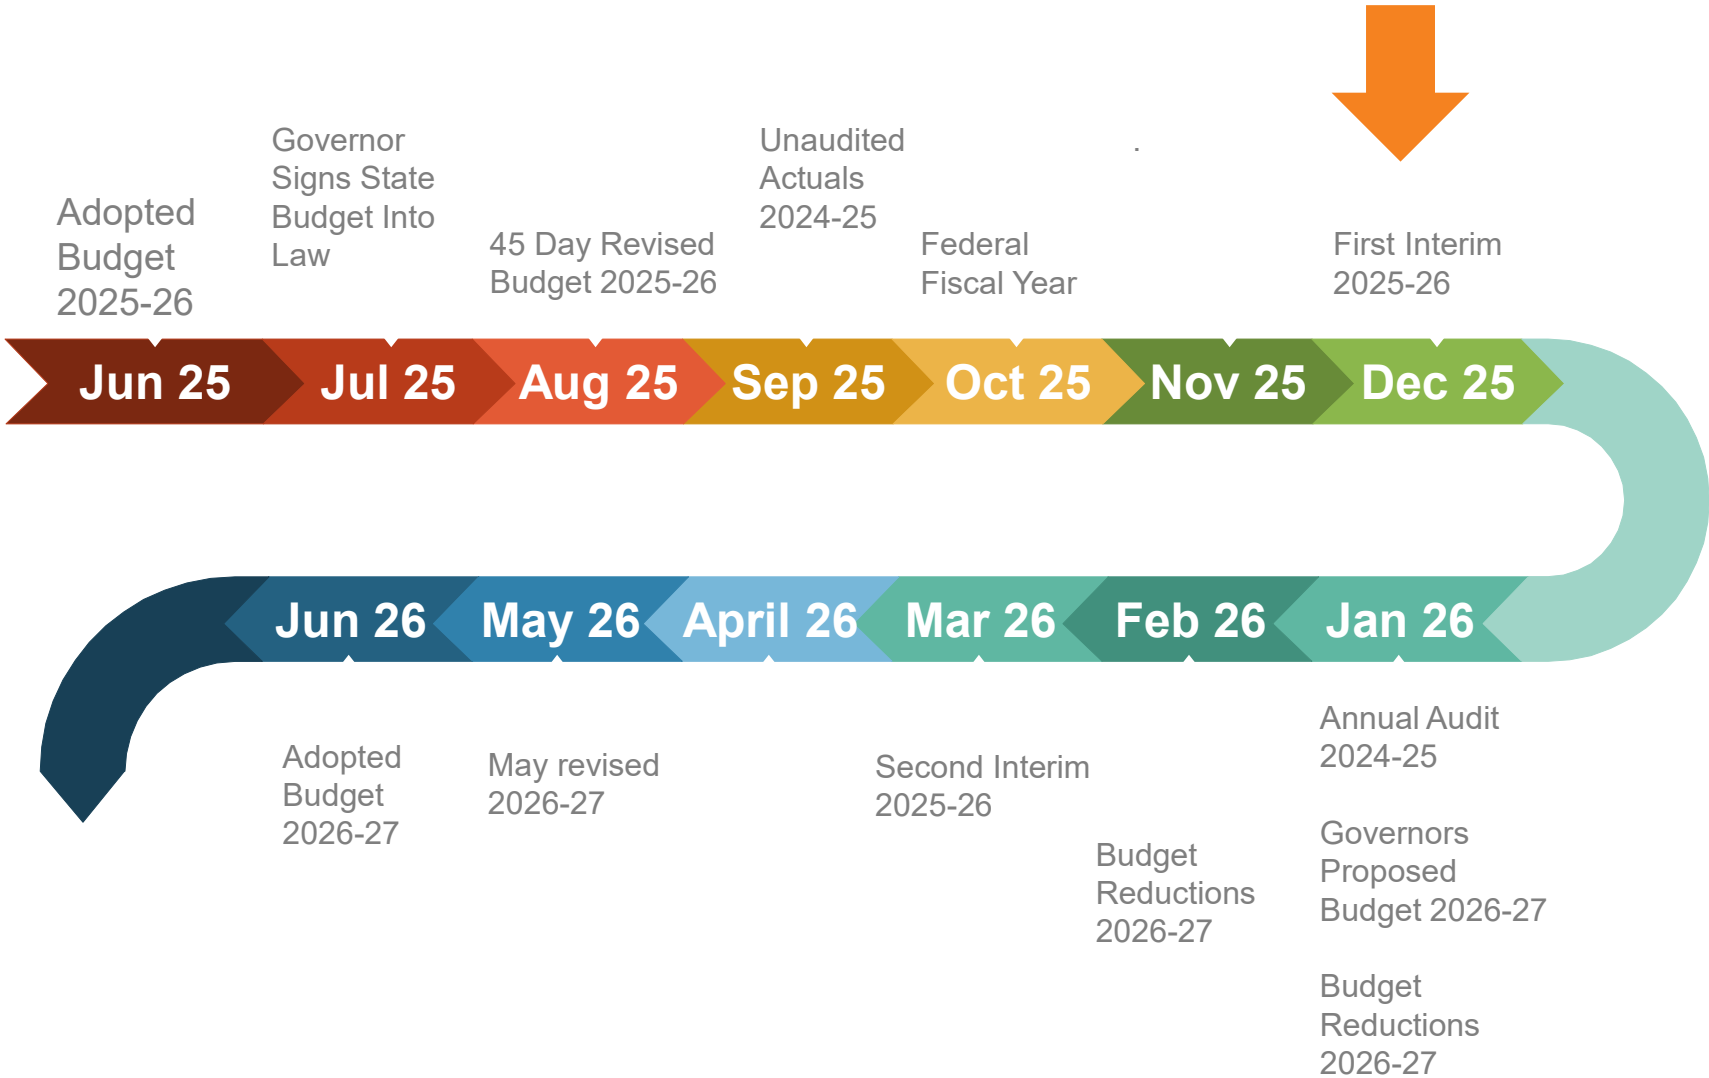 Adopted
Budget
2025-26
Governor
Signs State
Budget Into
Law
45 Day Revised
Budget 2025-26
Unaudited
Actuals
2024-25
Federal
Fiscal Year
.
First Interim
2025-26
Jun 25
Jul 25
Aug 25
Sep 25
Oct 25
Nov 25
Dec 25
Jun 26
May 26
April 26
Mar 26
Feb 26
Jan 26
Adopted
Budget
2026-27
May revised
2026-27
Second Interim
2025-26
Budget
Reductions
2026-27
Annual Audit
2024-25
Governors
Proposed
Budget 2026-27
Budget
Reductions
2026-27